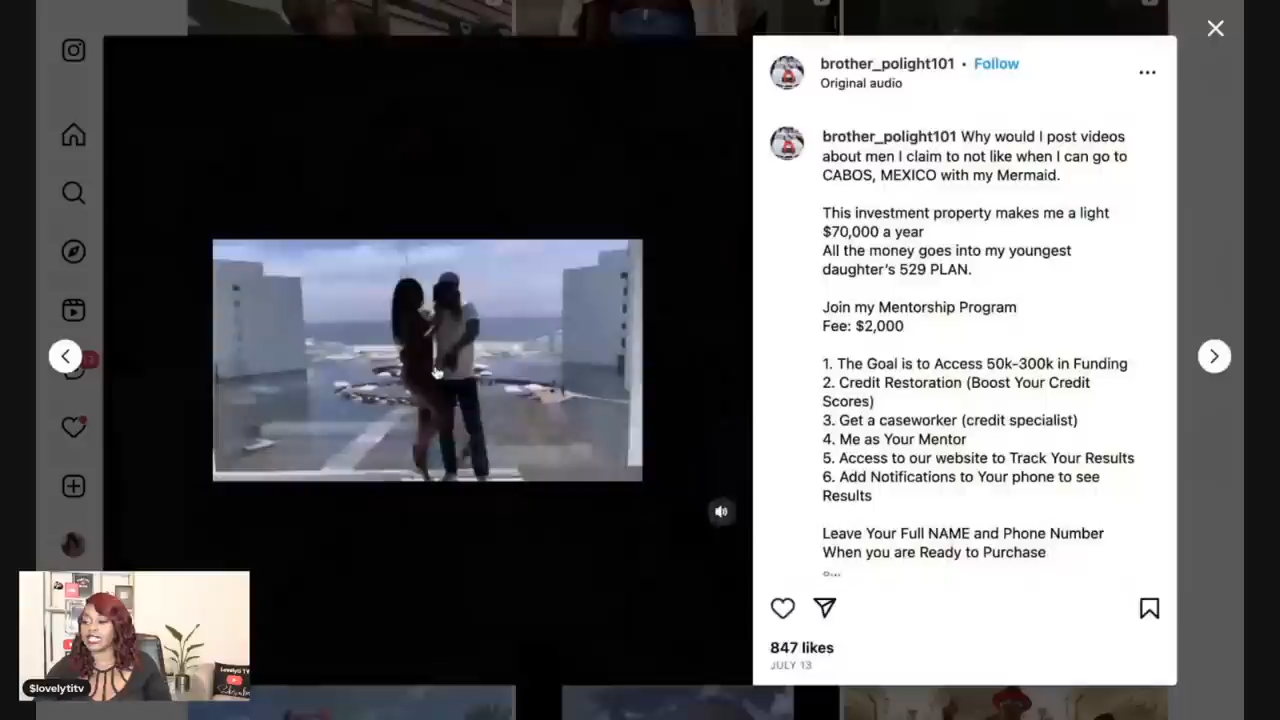 brother_polight101 • Follow
Original audio
brother_polight101 Why would I post videos
about men I claim to not like when I can go to
CABOS, MEXICO with my Mermaid.
This investment property makes me a light
$70,000 a year
All the money goes into my youngest
daughter's 529 PLAN.
Join my Mentorship Program
Fee: $2,000
1. The Goal is to Access 50k-300k in Funding
2. Credit Restoration (Boost Your Credit
Scores)
3. Get a caseworker (credit specialist)
4. Me as Your Mentor
5. Access to our website to Track Your Results
6. Add Notifications to Your phone to see
Results
Leave Your Full NAME and Phone Number
When you are Ready to Purchase
847 likes
JULY 13
$lovelytitv